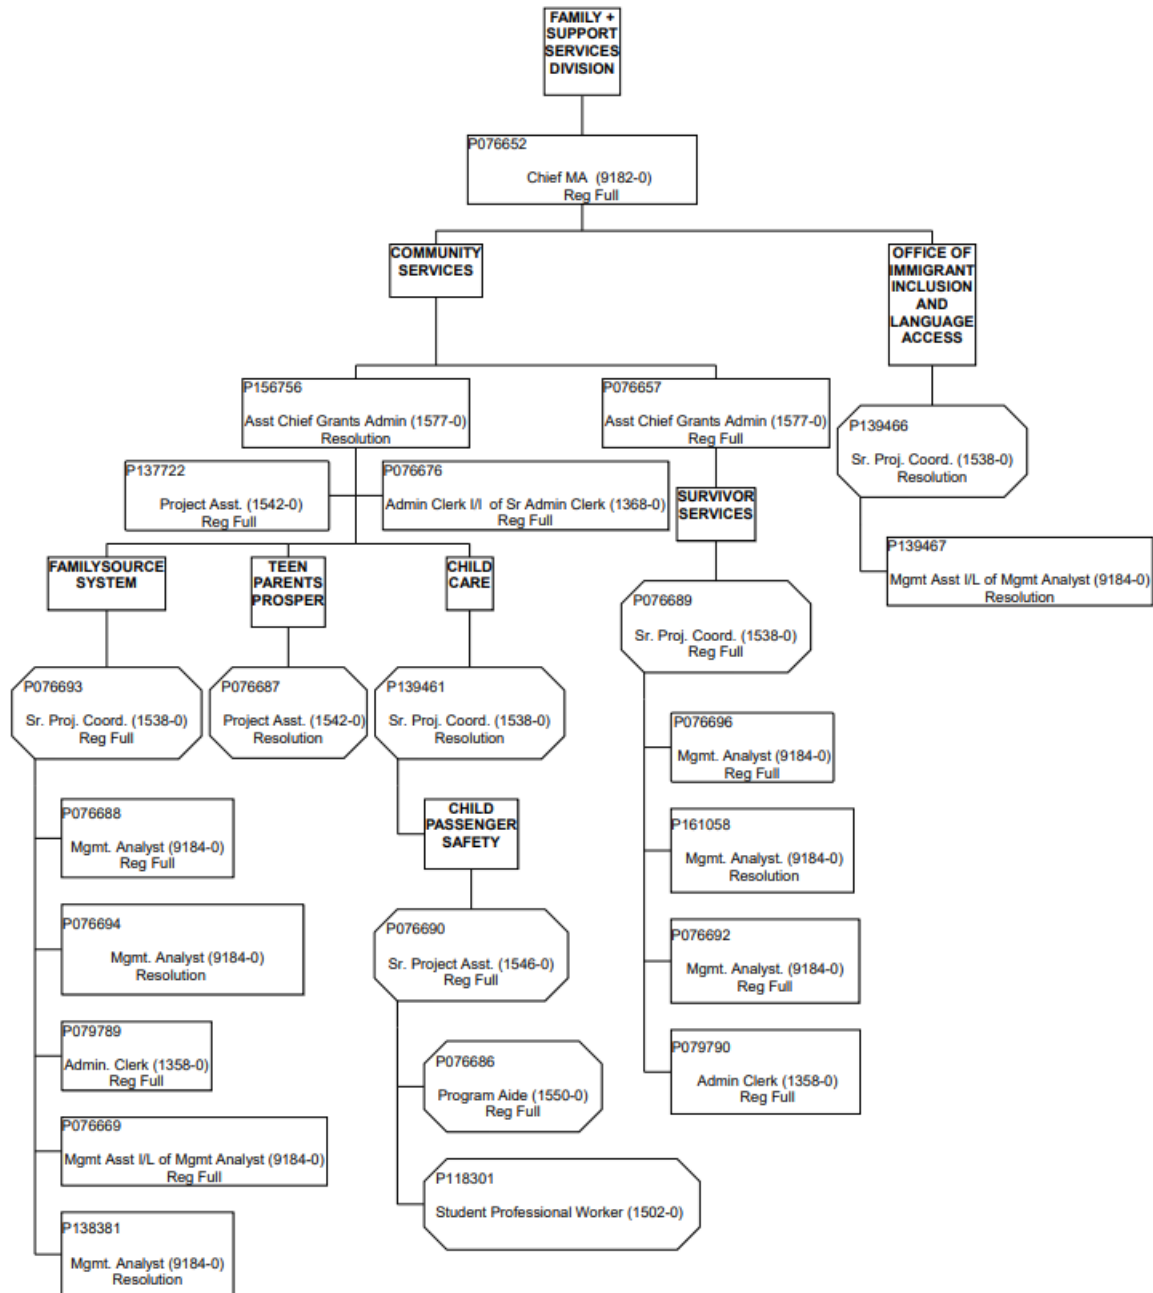 FAMILY +
SUPPORT
SERVICES
DIVISION
P076652
Chief MA (9182-0)
Reg Full
COMMUNITY
SERVICES
OFFICE OF
IMMIGRANT
INCLUSION
AND
LANGUAGE
ACCESS
P156756
Asst Chief Grants Admin (1577-0)
Resolution
P076657
Asst Chief Grants Admin (1577-0)
Reg Full
P139466
Sr. Proj. Coord. (1538-0)
Resolution
P137722
Project Asst. (1542-0)
Reg Full
P076676
Admin Clerk I/l of Sr Admin Clerk (1368-0)
Reg Full
SURVIVOR
SERVICES
P139467
Mgmt Asst I/L of Mgmt Analyst (9184-0)
Resolution
FAMILYSOURCE
SYSTEM
TEEN
PARENTS
PROSPER
CHILD
CARE
P076689
Sr. Proj. Coord. (1538-0)
Reg Full
P076693
Sr. Proj. Coord. (1538-0)
Reg Full
P076687
Project Asst. (1542-0)
Resolution
P139461
Sr. Proj. Coord. (1538-0)
Resolution
P076696
Mgmt. Analyst (9184-0)
Reg Full
P076688
Mgmt. Analyst (9184-0)
Reg Full
CHILD
PASSENGER
SAFETY
P161058
Mgmt. Analyst. (9184-0)
Resolution
P076694
Mgmt. Analyst (9184-0)
Resolution
P076690
Sr. Project Asst. (1546-0)
Reg Full
P076692
Mgmt. Analyst. (9184-0)
Reg Full
P079789
Admin. Clerk (1358-0)
Reg Full
P076686
Program Aide (1550-0)
Reg Full
P079790
Admin Clerk (1358-0)
Reg Full
P076669
Mgmt Asst I/L of Mgmt Analyst (9184-0)
Reg Full
P118301
Student Professional Worker (1502-0)
P138381
Mgmt. Analyst (9184-0)
Resolution